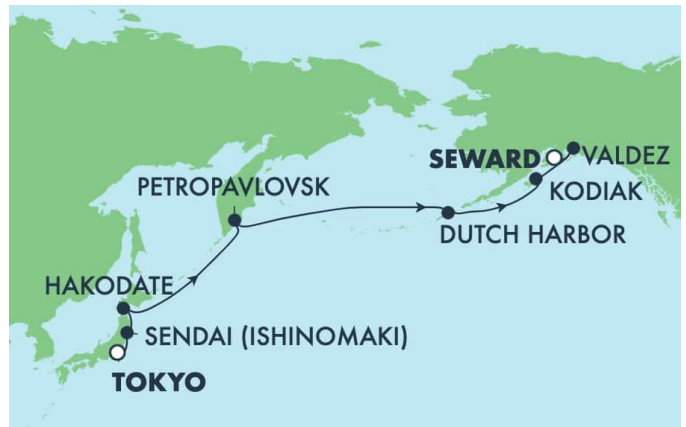 SEWARD
VALDEZ
KODIAK
PETROPAVLOVSK
DUTCH HARBOR
HAKODATE
SENDAI (ISHINOMAKI)
TOKYO